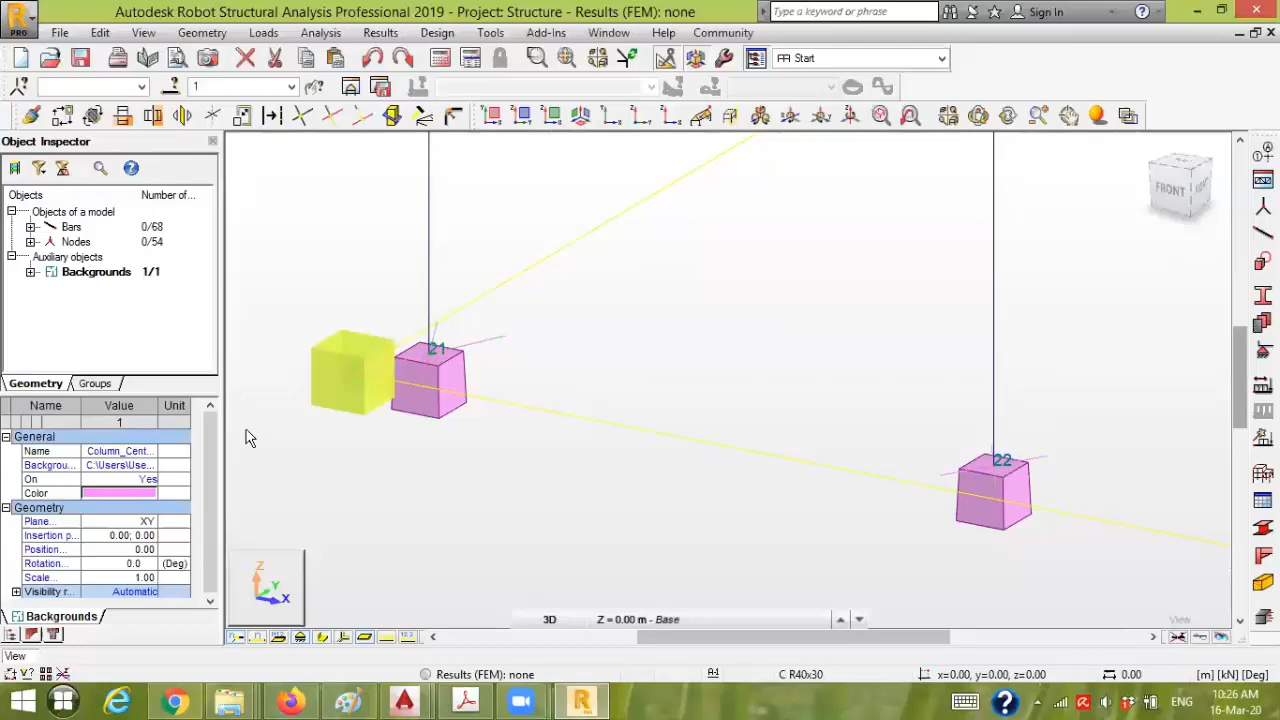 Autodesk Robot Structural Analysis Professional 2019 - Project: Structure - Results (FEM): none
Type a keyword or phrase
Sign In
PRO
File Edit View Geometry Loads Analysis Results Design Tools Add-Ins Window Help Community
Start
1
Object Inspector
Objects Number of...
Objects of a model
Bars 0/68
Nodes 0/54
Auxiliary objects
Backgrounds 1/1
Geometry Groups
Name Value Unit
1
General
Name Column_Cent
Backgrou... C:\Users\Use...
On Yes
Color
Geometry
Plane... XY
Insertion p... 0.00; 0.00
Position... 0.00
Rotation... 0.0 (Deg)
Scale... 1.00
Visibility r... Automatic
Backgrounds
21
22
FRONT
RIGHT
Z
Y
X
3D Z = 0.00 m - Base
View
View
Results (FEM): none
C R40x30
x=0.00, y=0.00, z=0.00
0.00
[m] [kN] [Deg]
ENG
10:26 AM
16-Mar-20